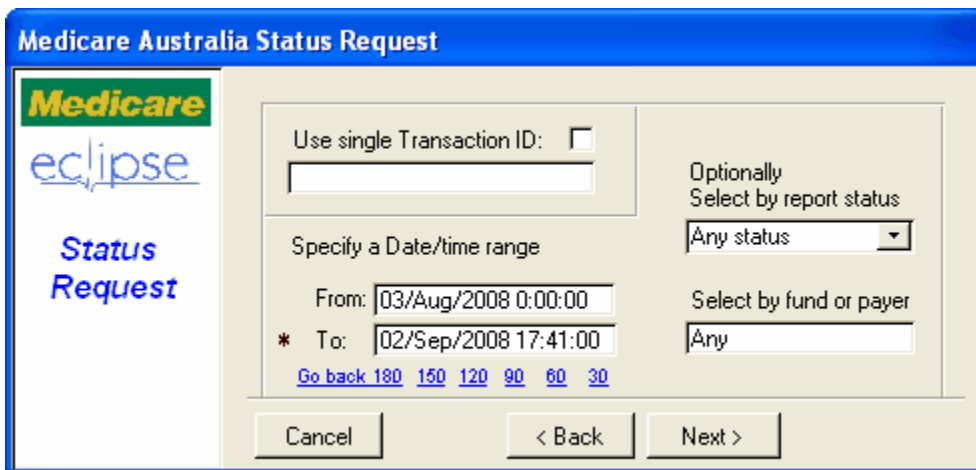 Medicare Australia Status Request
Medicare
eclipse
Status
Request
Use single Transaction ID:
Specify a Date/time range
From: 03/Aug/2008 0:00:00
* To: 02/Sep/2008 17:41:00
Go back 180 150 120 90 60 30
Optionally
Select by report status
Any status
Select by fund or payer
Any
Cancel < Back Next >